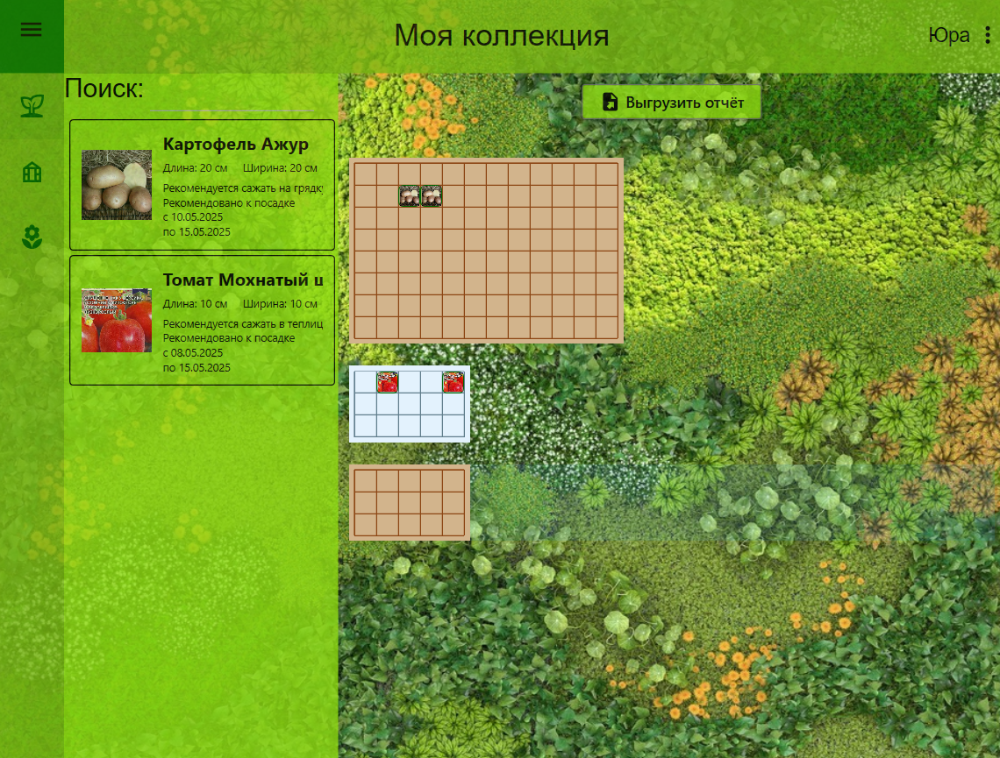 Моя коллекция
Юра
Поиск:
Выгрузить отчёт
Картофель Ажур
Длина: 20 см Ширина: 20 см
Рекомендуется сажать на грядк
Рекомендовано к посадке
с 10.05.2025
по 15.05.2025
Томат Мохнатый
Длина: 10 см Ширина: 10 см
Рекомендуется сажать в теплиц
Рекомендовано к посадке
с 08.05.2025
по 15.05.2025